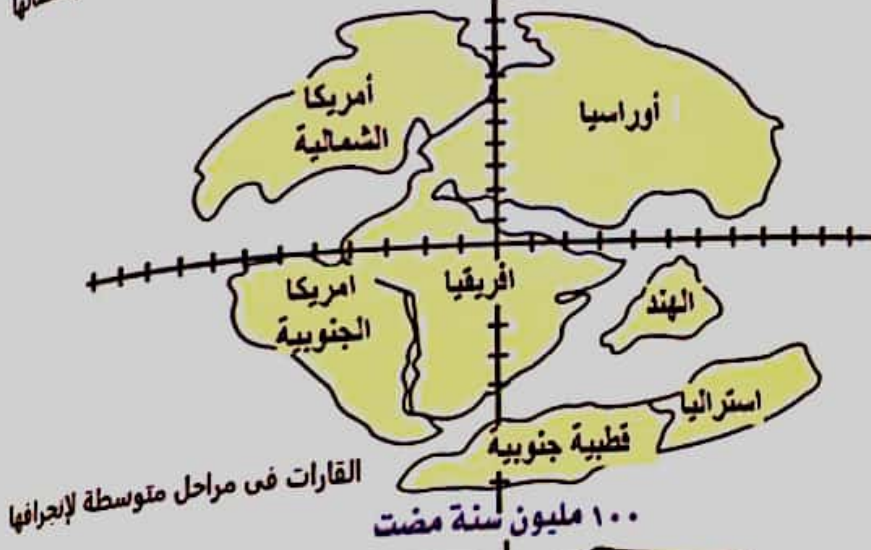 أمريكا
الشمالية
أوراسيا
امريكا
الجنوبية
افريقيا
الهند
استراليا
قطبية جنوبية
القارات فى مراحل متوسطة لإنجرافها
١٠٠ مليون سنة مضت